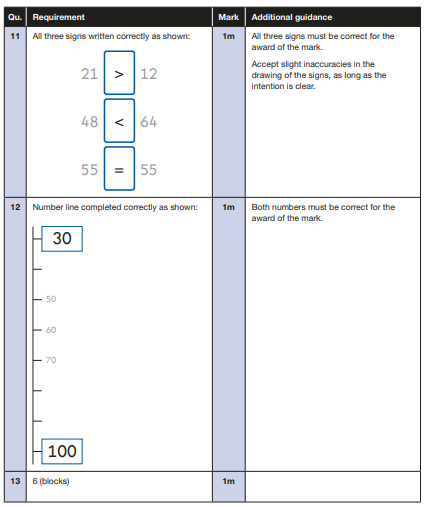 Qu. Requirement Mark Additional guidance
11 All three signs written correctly as shown: 1m All three signs must be correct for the
award of the mark.
Accept slight inaccuracies in the
drawing of the signs, as long as the
intention is clear.
21 > 12
48 < 64
55 = 55
12 Number line completed correctly as shown: 1m Both numbers must be correct for the
award of the mark.
30
50
60
70
100
13 6 (blocks) 1m